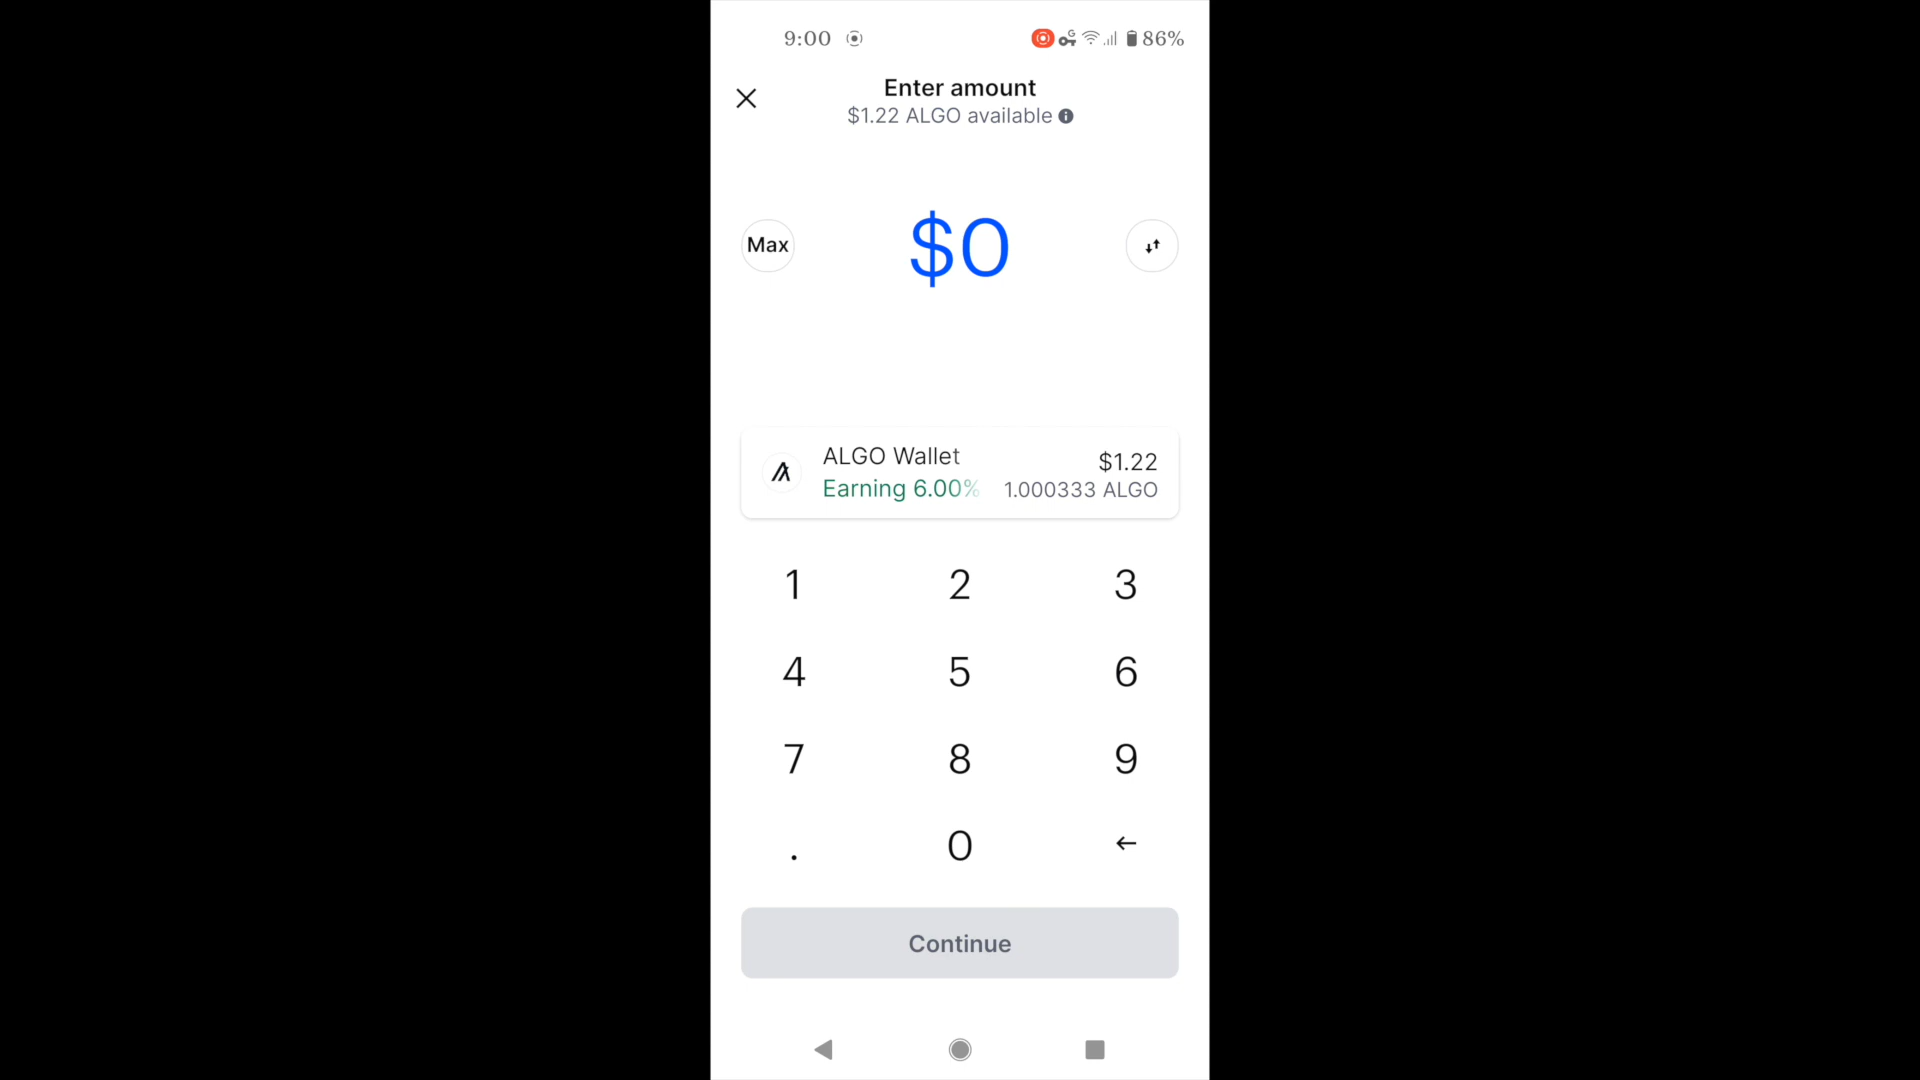 9:00 86%
Enter amount
$1.22 ALGO available
Max $0
ALGO Wallet $1.22
Earning 6.00% 1.000333 ALGO
1 2 3
4 5 6
7 8 9
. 0
Continue